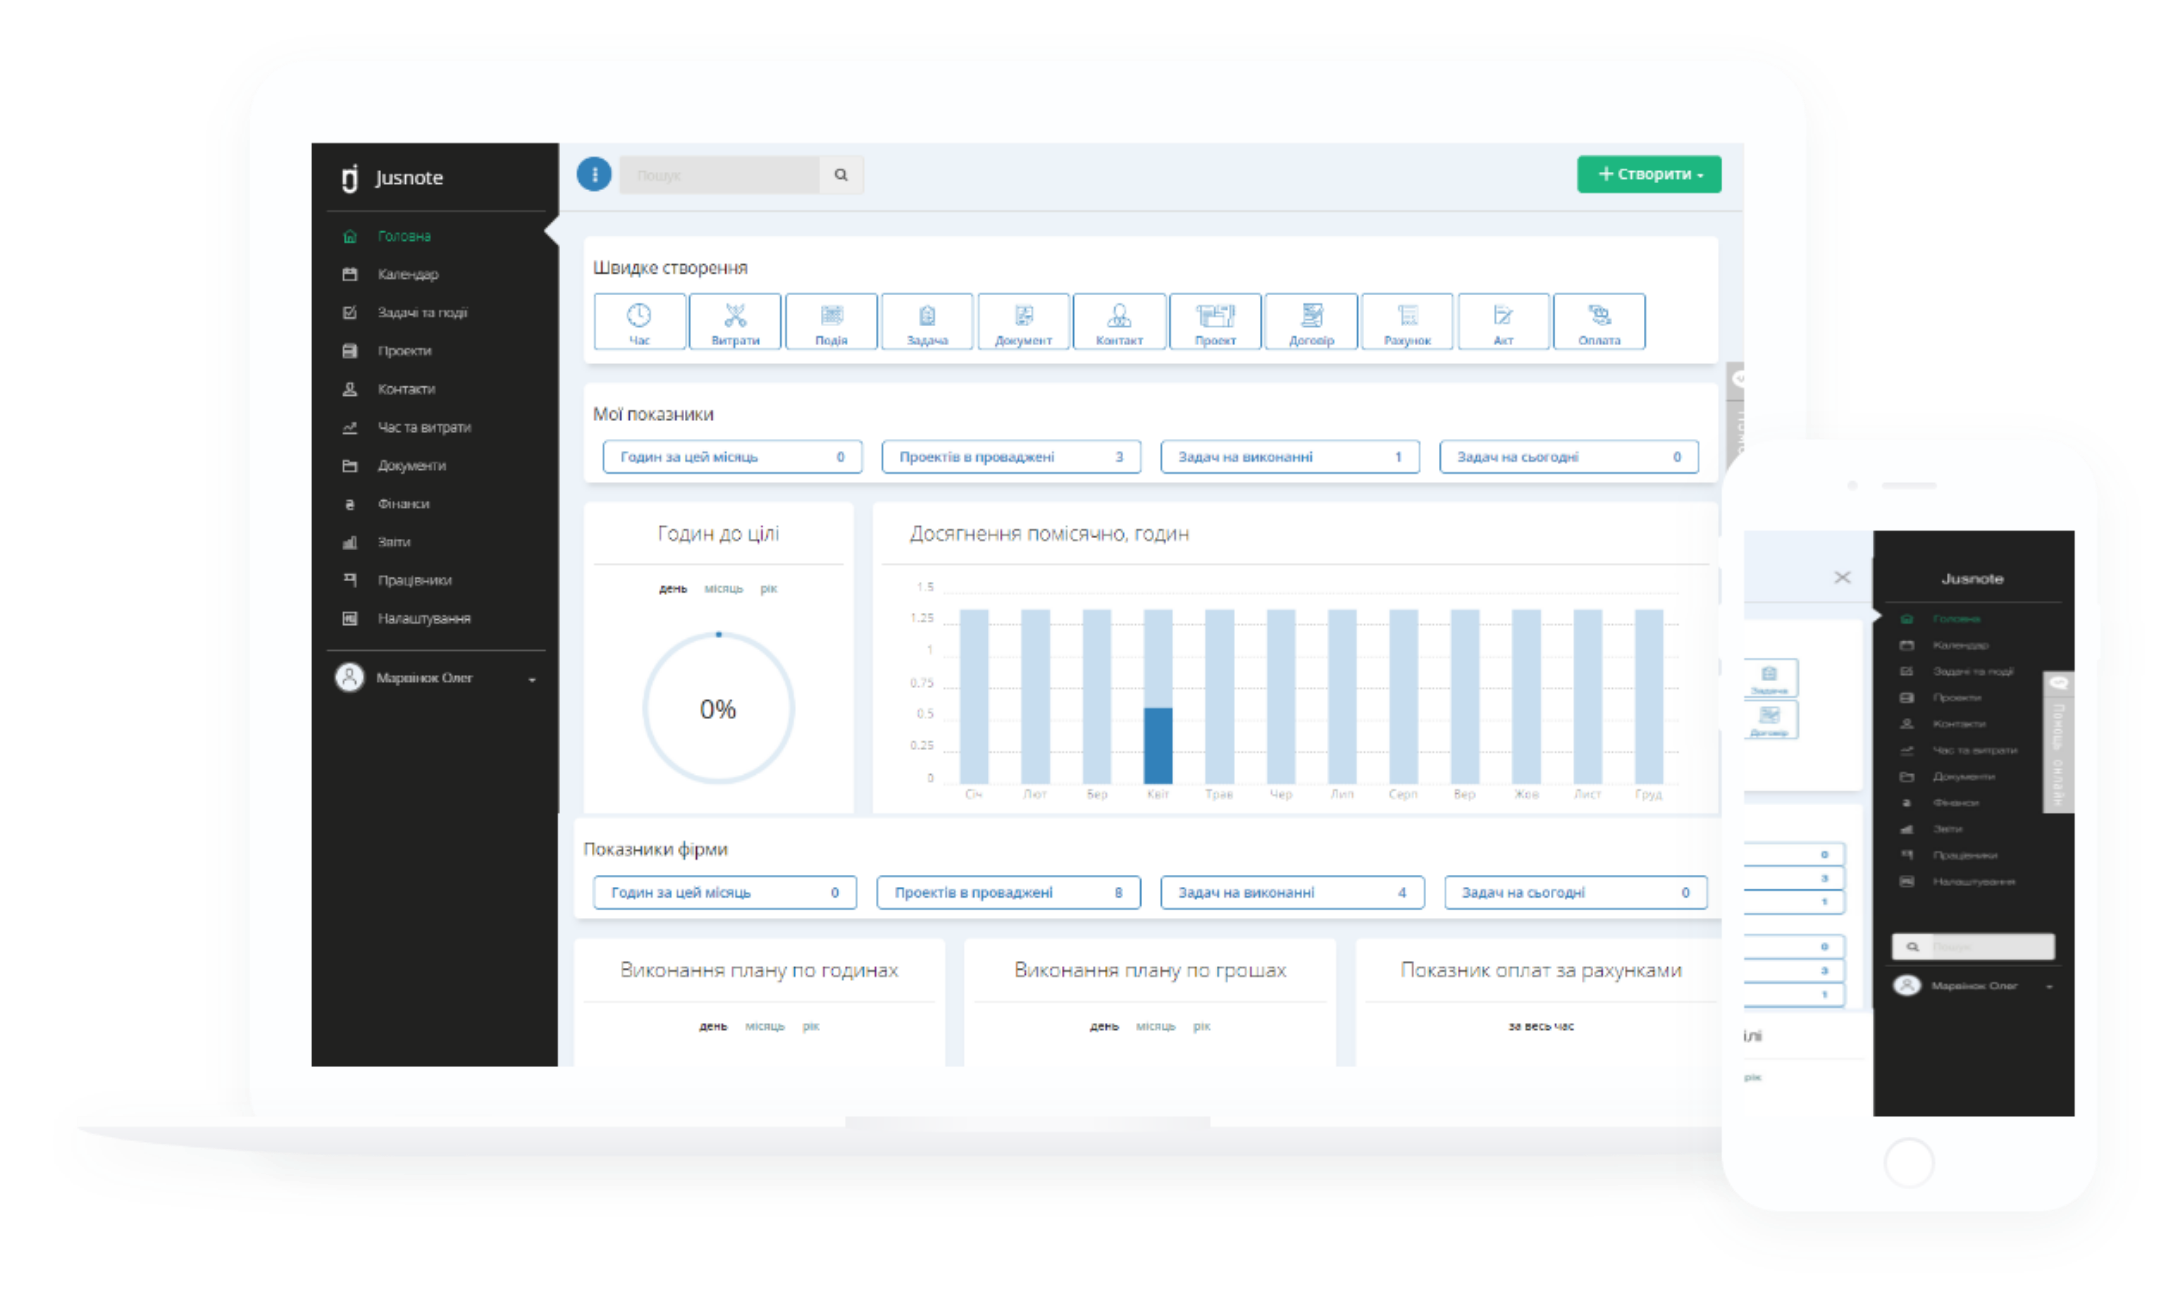 Jusnote
Головна
Календар
Задачі та події
Проекти
Контакти
Час та витрати
Документи
Фінанси
Звіти
Працівники
Налаштування
Олег
Пошук
+ Створити
Швидке створення
Час Витрати Подія Задача Документ Контакт Проект Договір Рахунок Акт Оплата
Мої показники
Годин за цей місяць 0 Проектів в проваджені 3 Задач на виконанні 1 Задач на сьогодні 0
Годин до цілі
день місяць рік
0%
Досягнення помісячно, годин
1.5
1.25
1
0.75
0.5
0.25
0
Січ Лют Бер Квіт Трав Чер Лип Серп Вер Жов Лист Груд
Показники фірми
Годин за цей місяць 0 Проектів в проваджені 8 Задач на виконанні 4 Задач на сьогодні 0
Виконання плану по годинах
день місяць рік
Виконання плану по грошах
день місяць рік
Показник оплат за рахунками
за весь час
Задача
Договір
0
3
1
0
3
1
ілі
рік
Jusnote
Головна
Календар
Задачі та події
Проекти
Контакти
Час та витрати
Документи
Фінанси
Звіти
Працівники
Налаштування
Пошук
Олег
Помощь онлайн